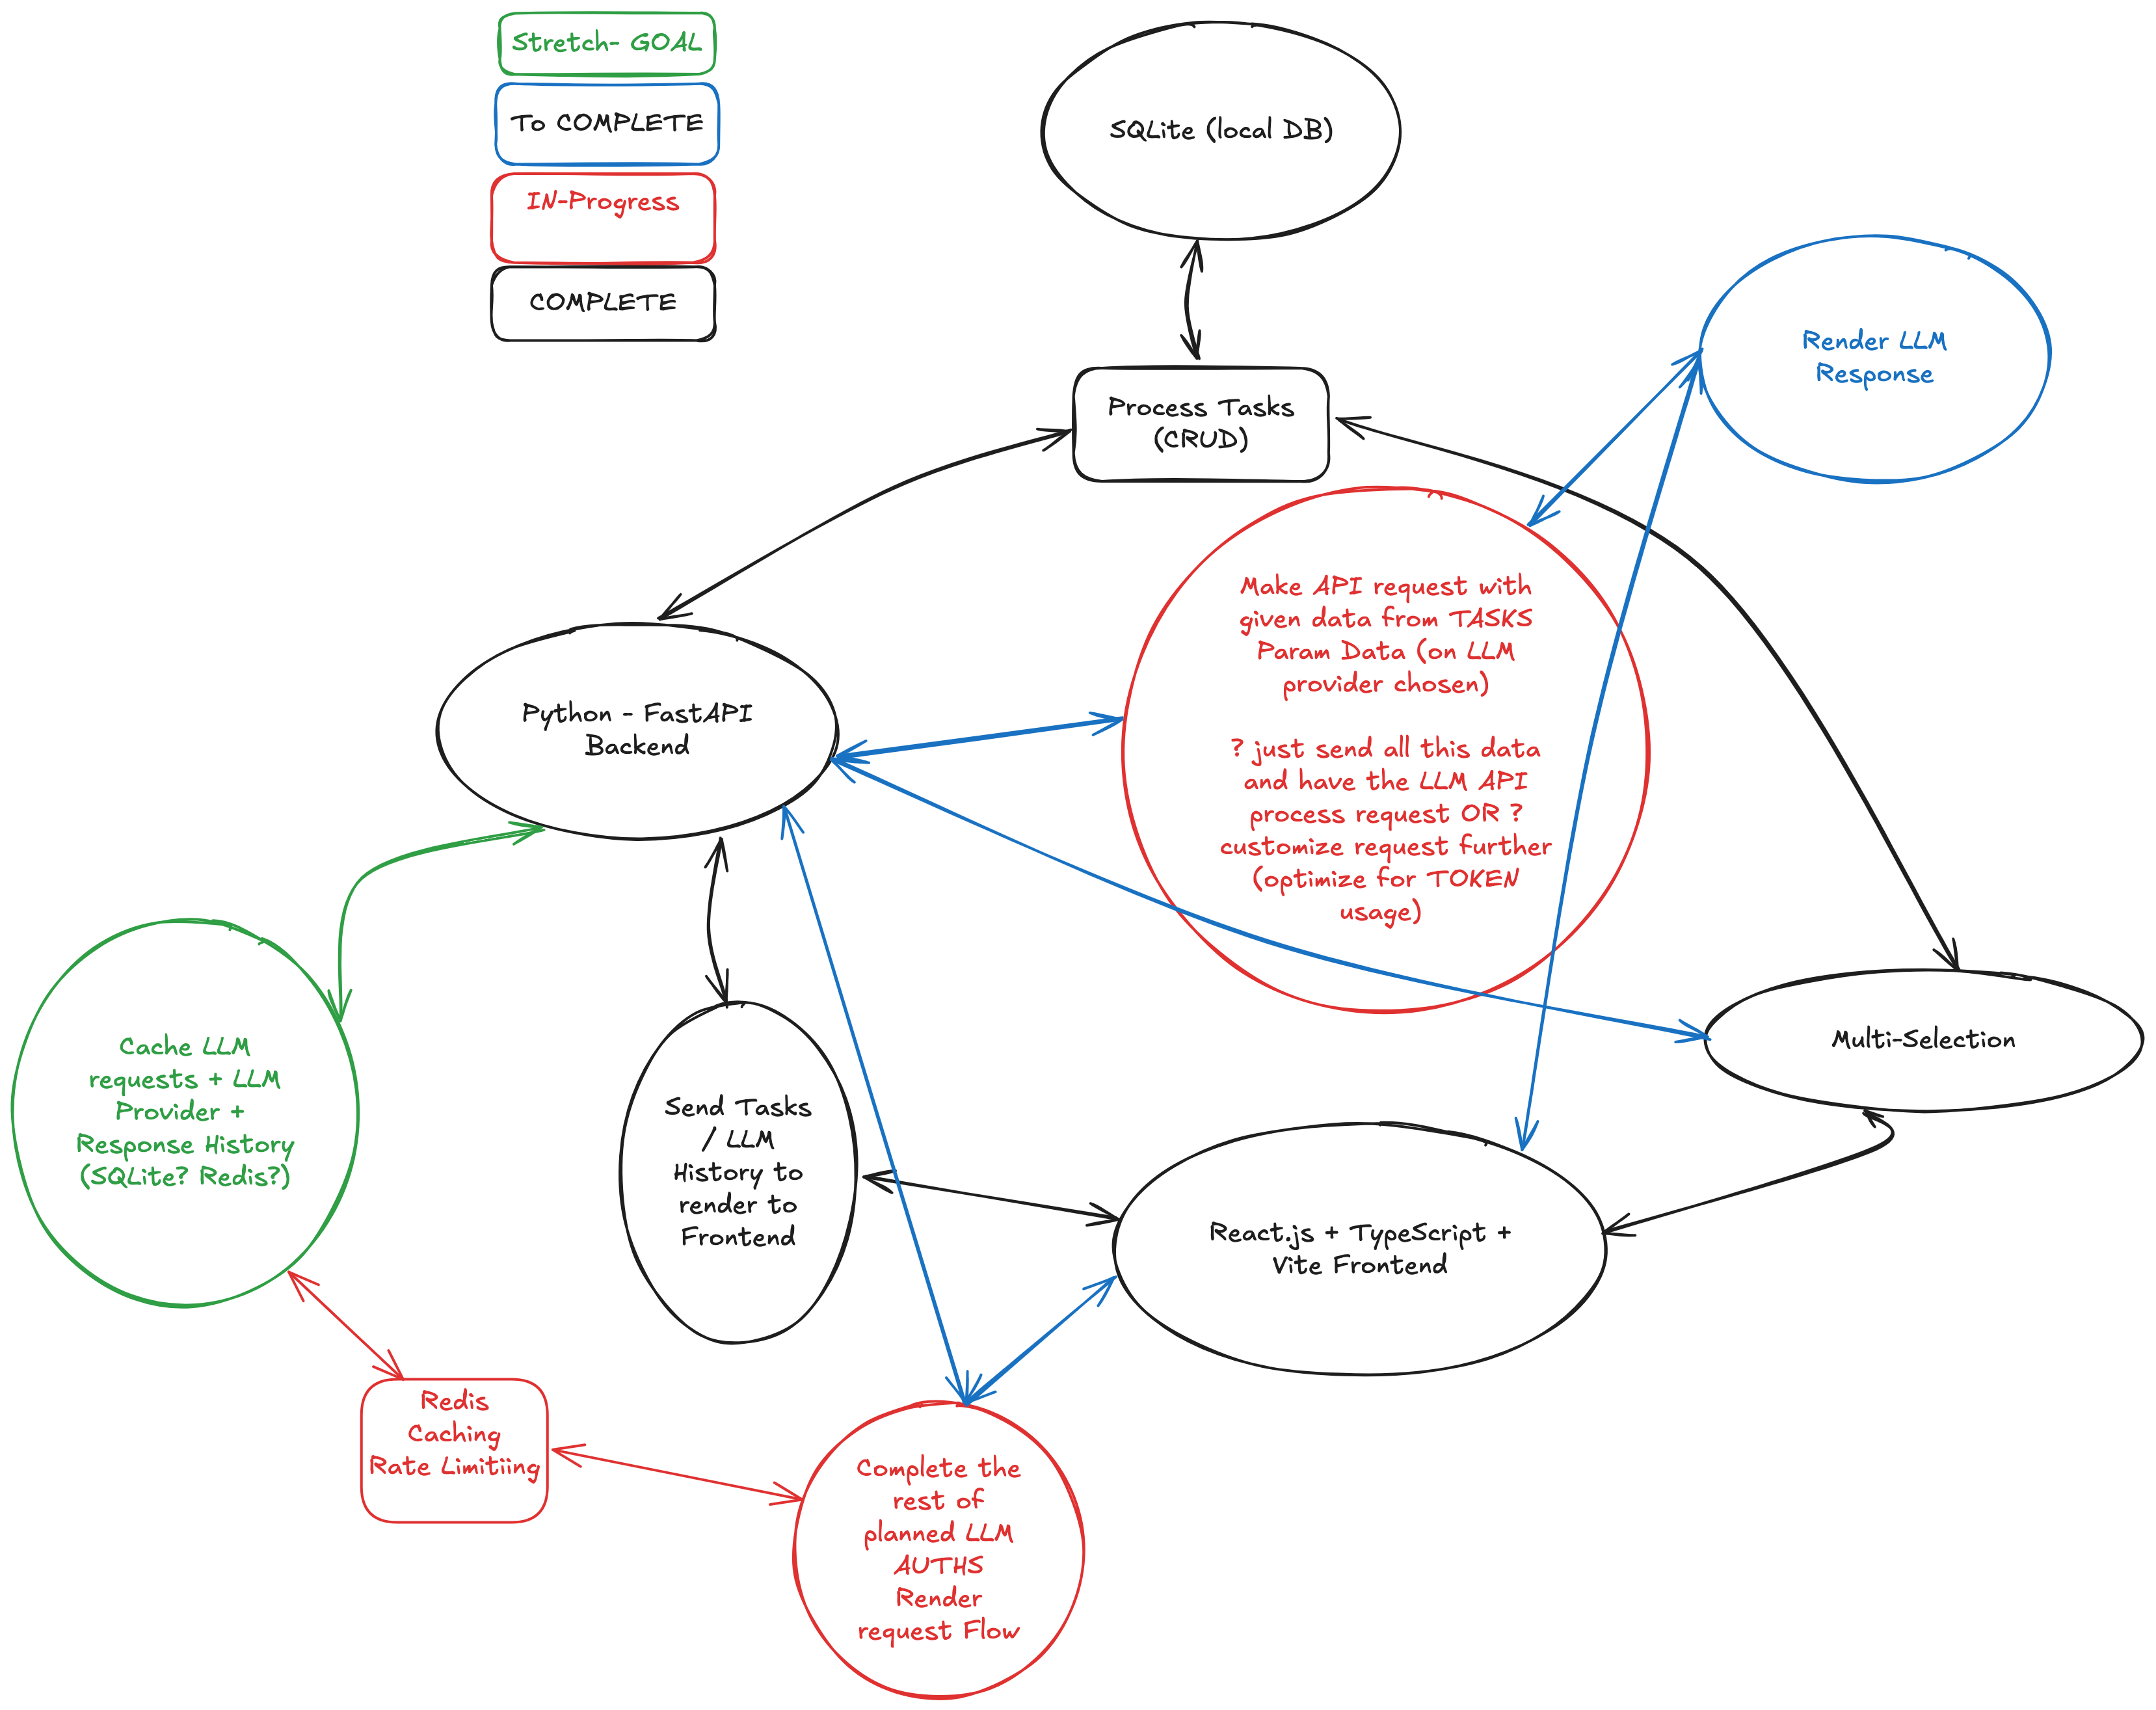 Stretch- GOAL
To COMPLETE
IN-Progress
COMPLETE
SQLite (local DB)
Render LLM
Response
Process Tasks
(CRUD)
Make API request with
given data from TASKS
Param Data (on LLM
provider chosen)
? just send all this data
and have the LLM API
process request OR ?
customize request further
(optimize for TOKEN
usage)
Python - FastAPI
Backend
Multi-Selection
Cache LLM
requests + LLM
Provider +
Response History
(SQLite? Redis?)
Send Tasks
/ LLM
History to
render to
Frontend
React.js + TypeScript +
Vite Frontend
Redis
Caching
Rate Limitiing
Complete the
rest of
planned LLM
AUTHS
Render
request Flow